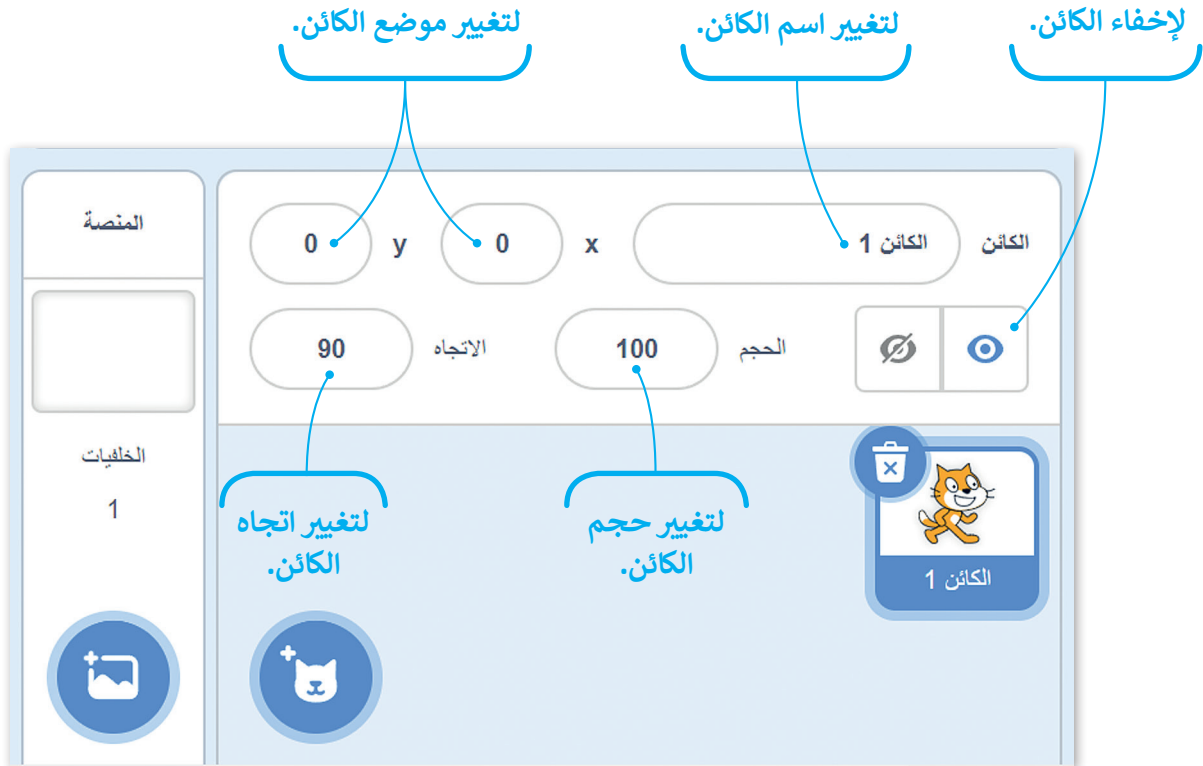 لإخفاء الكائن.
لتغيير اسم الكائن.
لتغيير موضع الكائن.
الكائن
الكائن 1
x
0
y
0
الحجم
100
الاتجاه
90
الكائن 1
لتغيير حجم
الكائن.
لتغيير اتجاه
الكائن.
المنصة
الخلفيات
1